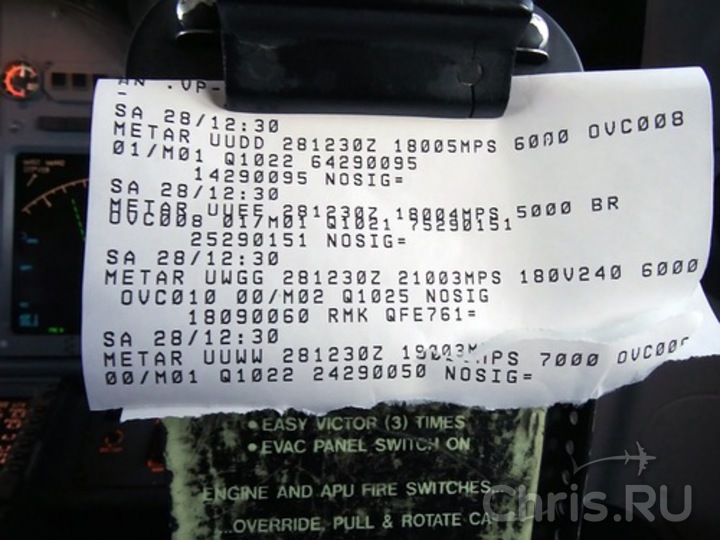 AN .VP-
SA 28/12:30
METAR UUDD 281230Z 18005MPS 6000 OVC008
01/M01 Q1022 64290095
14290095 NOSIG=
SA 28/12:30
METAR UUEE 281230Z 18004MPS 5000 BR
OVC008 01/M01 Q1021 75290151
25290151 NOSIG=
SA 28/12:30
METAR UWGG 281230Z 21003MPS 180V240 6000
OVC010 00/M02 Q1025 NOSIG
18090060 RMK QFE761=
SA 28/12:30
METAR UUWW 281230Z 7000
00/M01 Q1022 24290050 NOSIG=
• EASY VICTOR (3) TIMES
• EVAC PANEL SWITCH ON
ENGINE AND APU FIRE SWITCHES...
...OVERRIDE, PULL & ROTATE
Chris.RU